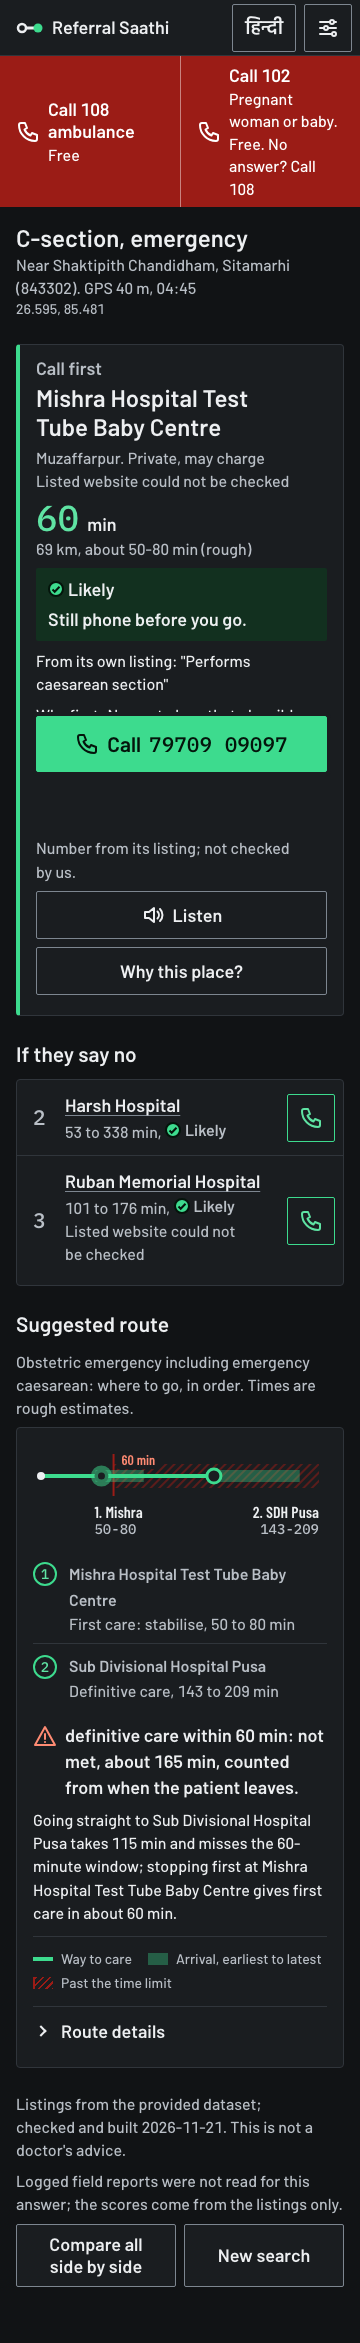 Referral Saathi
हिन्दी
Call 108
ambulance
Free
Call 102
Pregnant
woman or baby.
Free. No
answer? Call
108
C-section, emergency
Near Shaktipith Chandidham, Sitamarhi
(843302). GPS 40 m, 04:45
26.595, 85.481
Call first
Mishra Hospital Test
Tube Baby Centre
Muzaffarpur. Private, may charge
Listed website could not be checked
60 min
69 km, about 50-80 min (rough)
Likely
Still phone before you go.
From its own listing: "Performs
caesarean section"
Call 79709 09097
Number from its listing; not checked
by us.
Listen
Why this place?
If they say no
2
Harsh Hospital
53 to 338 min, Likely
3
Ruban Memorial Hospital
101 to 176 min, Likely
Listed website could not
be checked
Suggested route
Obstetric emergency including emergency
caesarean: where to go, in order. Times are
rough estimates.
60 min
1. Mishra
50-80
2. SDH Pusa
143-209
1
Mishra Hospital Test Tube Baby
Centre
First care: stabilise, 50 to 80 min
2
Sub Divisional Hospital Pusa
Definitive care, 143 to 209 min
definitive care within 60 min: not
met, about 165 min, counted
from when the patient leaves.
Going straight to Sub Divisional Hospital
Pusa takes 115 min and misses the 60-
minute window; stopping first at Mishra
Hospital Test Tube Baby Centre gives first
care in about 60 min.
Way to care
Arrival, earliest to latest
Past the time limit
Route details
Listings from the provided dataset;
checked and built 2026-11-21. This is not a
doctor's advice.
Logged field reports were not read for this
answer; the scores come from the listings only.
Compare all
side by side
New search